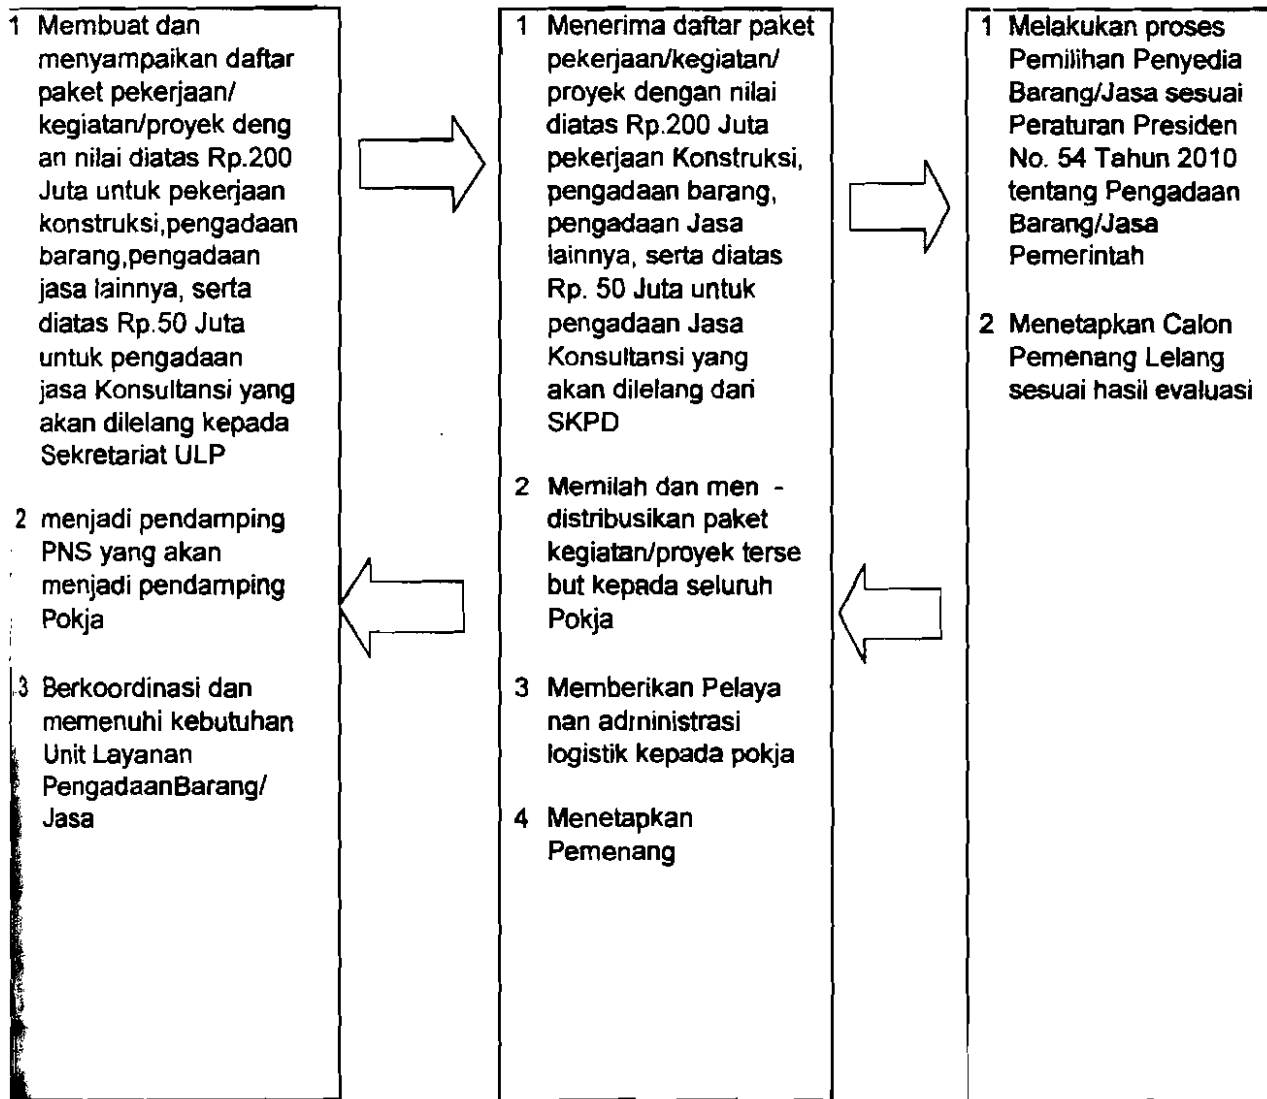 1 Membuat dan
menyampaikan daftar
paket pekerjaan/
kegiatan/proyek deng
an nilai diatas Rp.200
Juta untuk pekerjaan
konstruksi,pengadaan
barang,pengadaan
jasa lainnya, serta
diatas Rp.50 Juta
untuk pengadaan
jasa Konsultansi yang
akan dilelang kepada
Sekretariat ULP
2 menjadi pendamping
PNS yang akan
menjadi pendamping
Pokja
3 Berkoordinasi dan
memenuhi kebutuhan
Unit Layanan
PengadaanBarang/
Jasa
1 Menerima daftar paket
pekerjaan/kegiatan/
proyek dengan nilai
diatas Rp.200 Juta
pekerjaan Konstruksi,
pengadaan barang,
pengadaan Jasa
lainnya, serta diatas
Rp. 50 Juta untuk
pengadaan Jasa
Konsultansi yang
akan dilelang dari
SKPD
2 Memilah dan men -
distribusikan paket
kegiatan/proyek terse
but kepada seluruh
Pokja
3 Memberikan Pelaya
nan administrasi
logistik kepada pokja
4 Menetapkan
Pemenang
1 Melakukan proses
Pemilihan Penyedia
Barang/Jasa sesuai
Peraturan Presiden
No. 54 Tahun 2010
tentang Pengadaan
Barang/Jasa
Pemerintah
2 Menetapkan Calon
Pemenang Lelang
sesuai hasil evaluasi